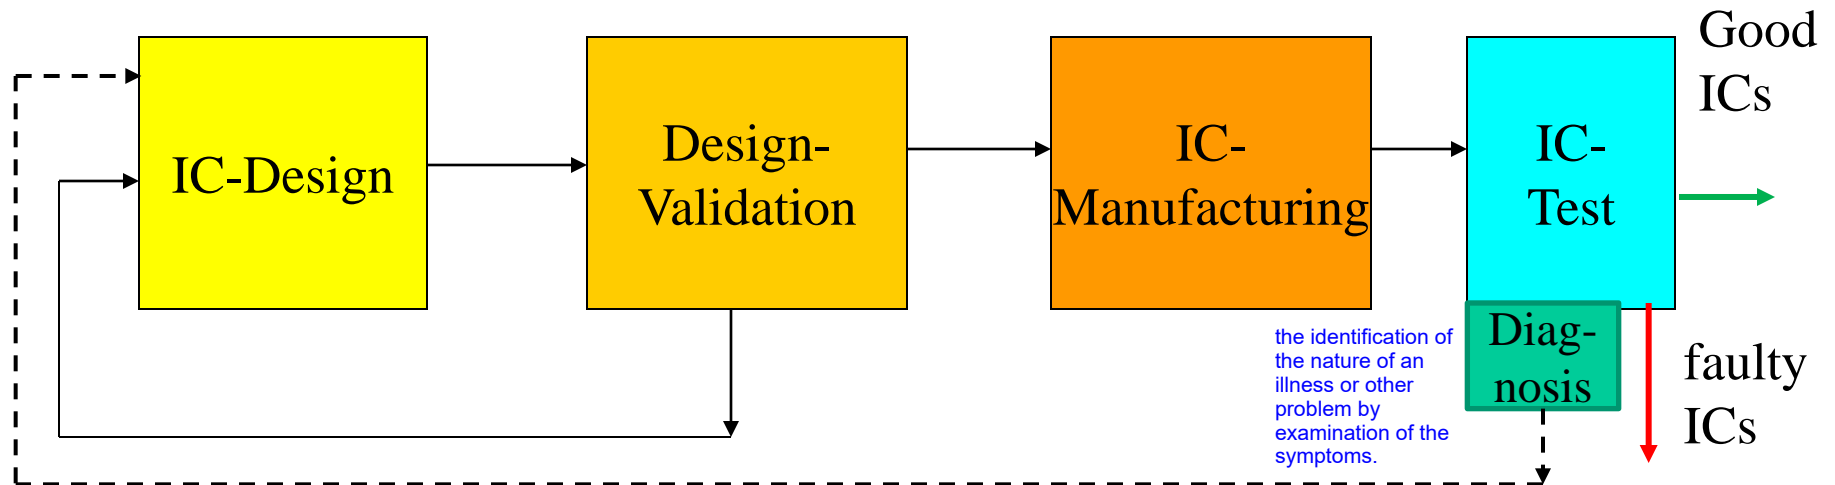 IC-Design
Design-
Validation
IC-
Manufacturing
IC-
Test
Good
ICs
Diag-
nosis
faulty
ICs
the identification of
the nature of an
illness or other
problem by
examination of the
symptoms.